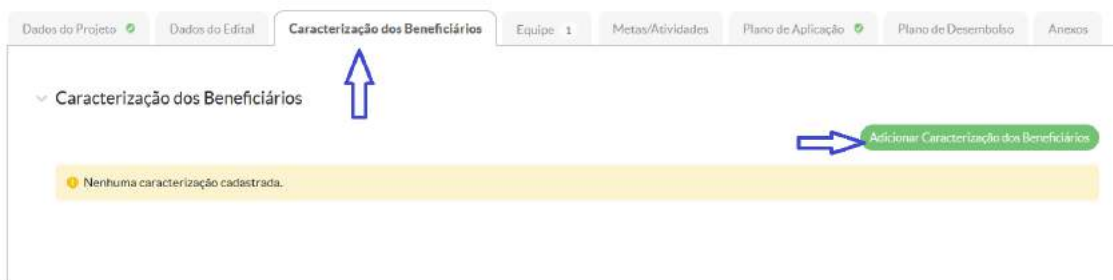 Dados do Projeto Dados do Edital Caracterização dos Beneficiários Equipe 1 Metas/Atividades Plano de Aplicação Plano de Desembolso Anexos
Caracterização dos Beneficiários
Adicionar Caracterização dos Beneficiários
Nenhuma caracterização cadastrada.